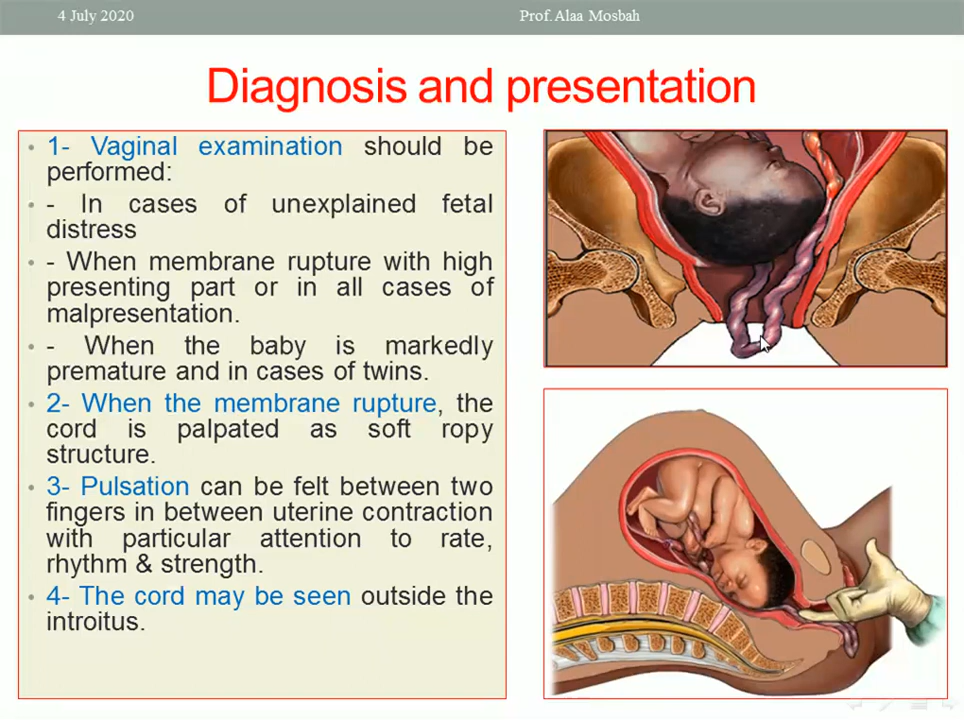 4 July 2020
Prof.Alaa Mosbah
Diagnosis and presentation
• 1- Vaginal examination should be
performed:
• - In cases of unexplained fetal
distress
• - When membrane rupture with high
presenting part or in all cases of
malpresentation.
• - When the baby is markedly
premature and in cases of twins.
• 2- When the membrane rupture, the
cord is palpated as soft ropy
structure.
• 3- Pulsation can be felt between two
fingers in between uterine contraction
with particular attention to rate,
rhythm & strength.
• 4- The cord may be seen outside the
introitus.